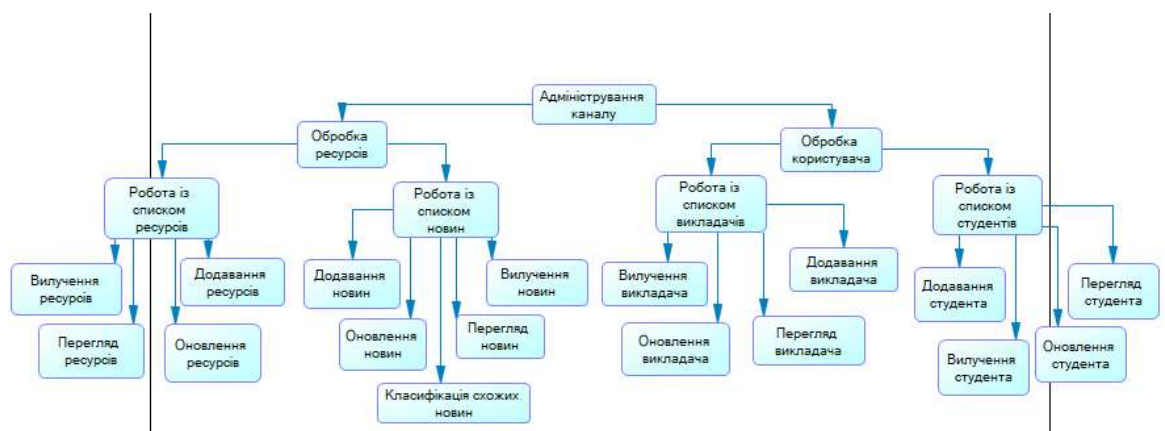 Адміністрування
каналу
Обробка
ресурсів
Обробка
користувача
Робота із
списком
ресурсів
Робота із
списком
новин
Робота із
списком
викладачів
Робота із
списком
студентів
Вилучення
ресурсів
Додавання
ресурсів
Перегляд
ресурсів
Оновлення
ресурсів
Додавання
новин
Вилучення
новин
Оновлення
новин
Перегляд
новин
Класифікація схожих
новин
Вилучення
викладача
Додавання
викладача
Оновлення
викладача
Перегляд
викладача
Додавання
студента
Перегляд
студента
Вилучення
студента
Оновлення
студента